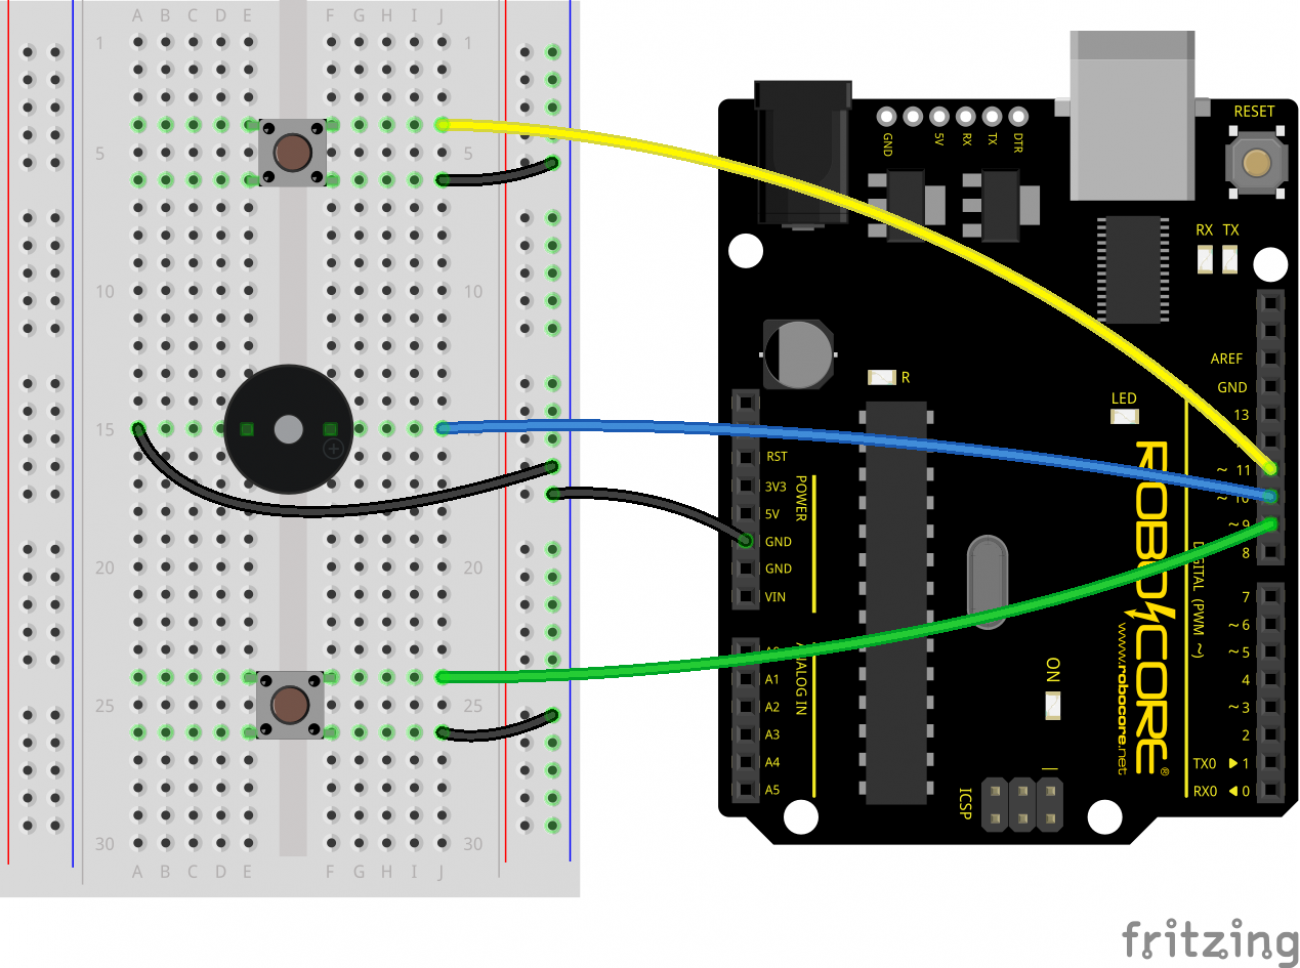 A B C D E F G H I J
1 1
5 5
10 10
15 15
20 20
25 25
30 30
A B C D E F G H I J
GND 5V RX TX DTR
RESET
RX TX
R
LED
AREF
GND
13
~ 11
~ 10
~ 9
8
7
~ 6
~ 5
4
~ 3
2
TX0 ▶ 1
RX0 ◀ 0
DIGITAL (PWM ~)
RST
3V3
5V
GND
GND
VIN
POWER
A0
A1
A2
A3
A4
A5
ANALOG IN
ROBOCORE®
www.robocore.net
ON
ICSP
1
fritzing